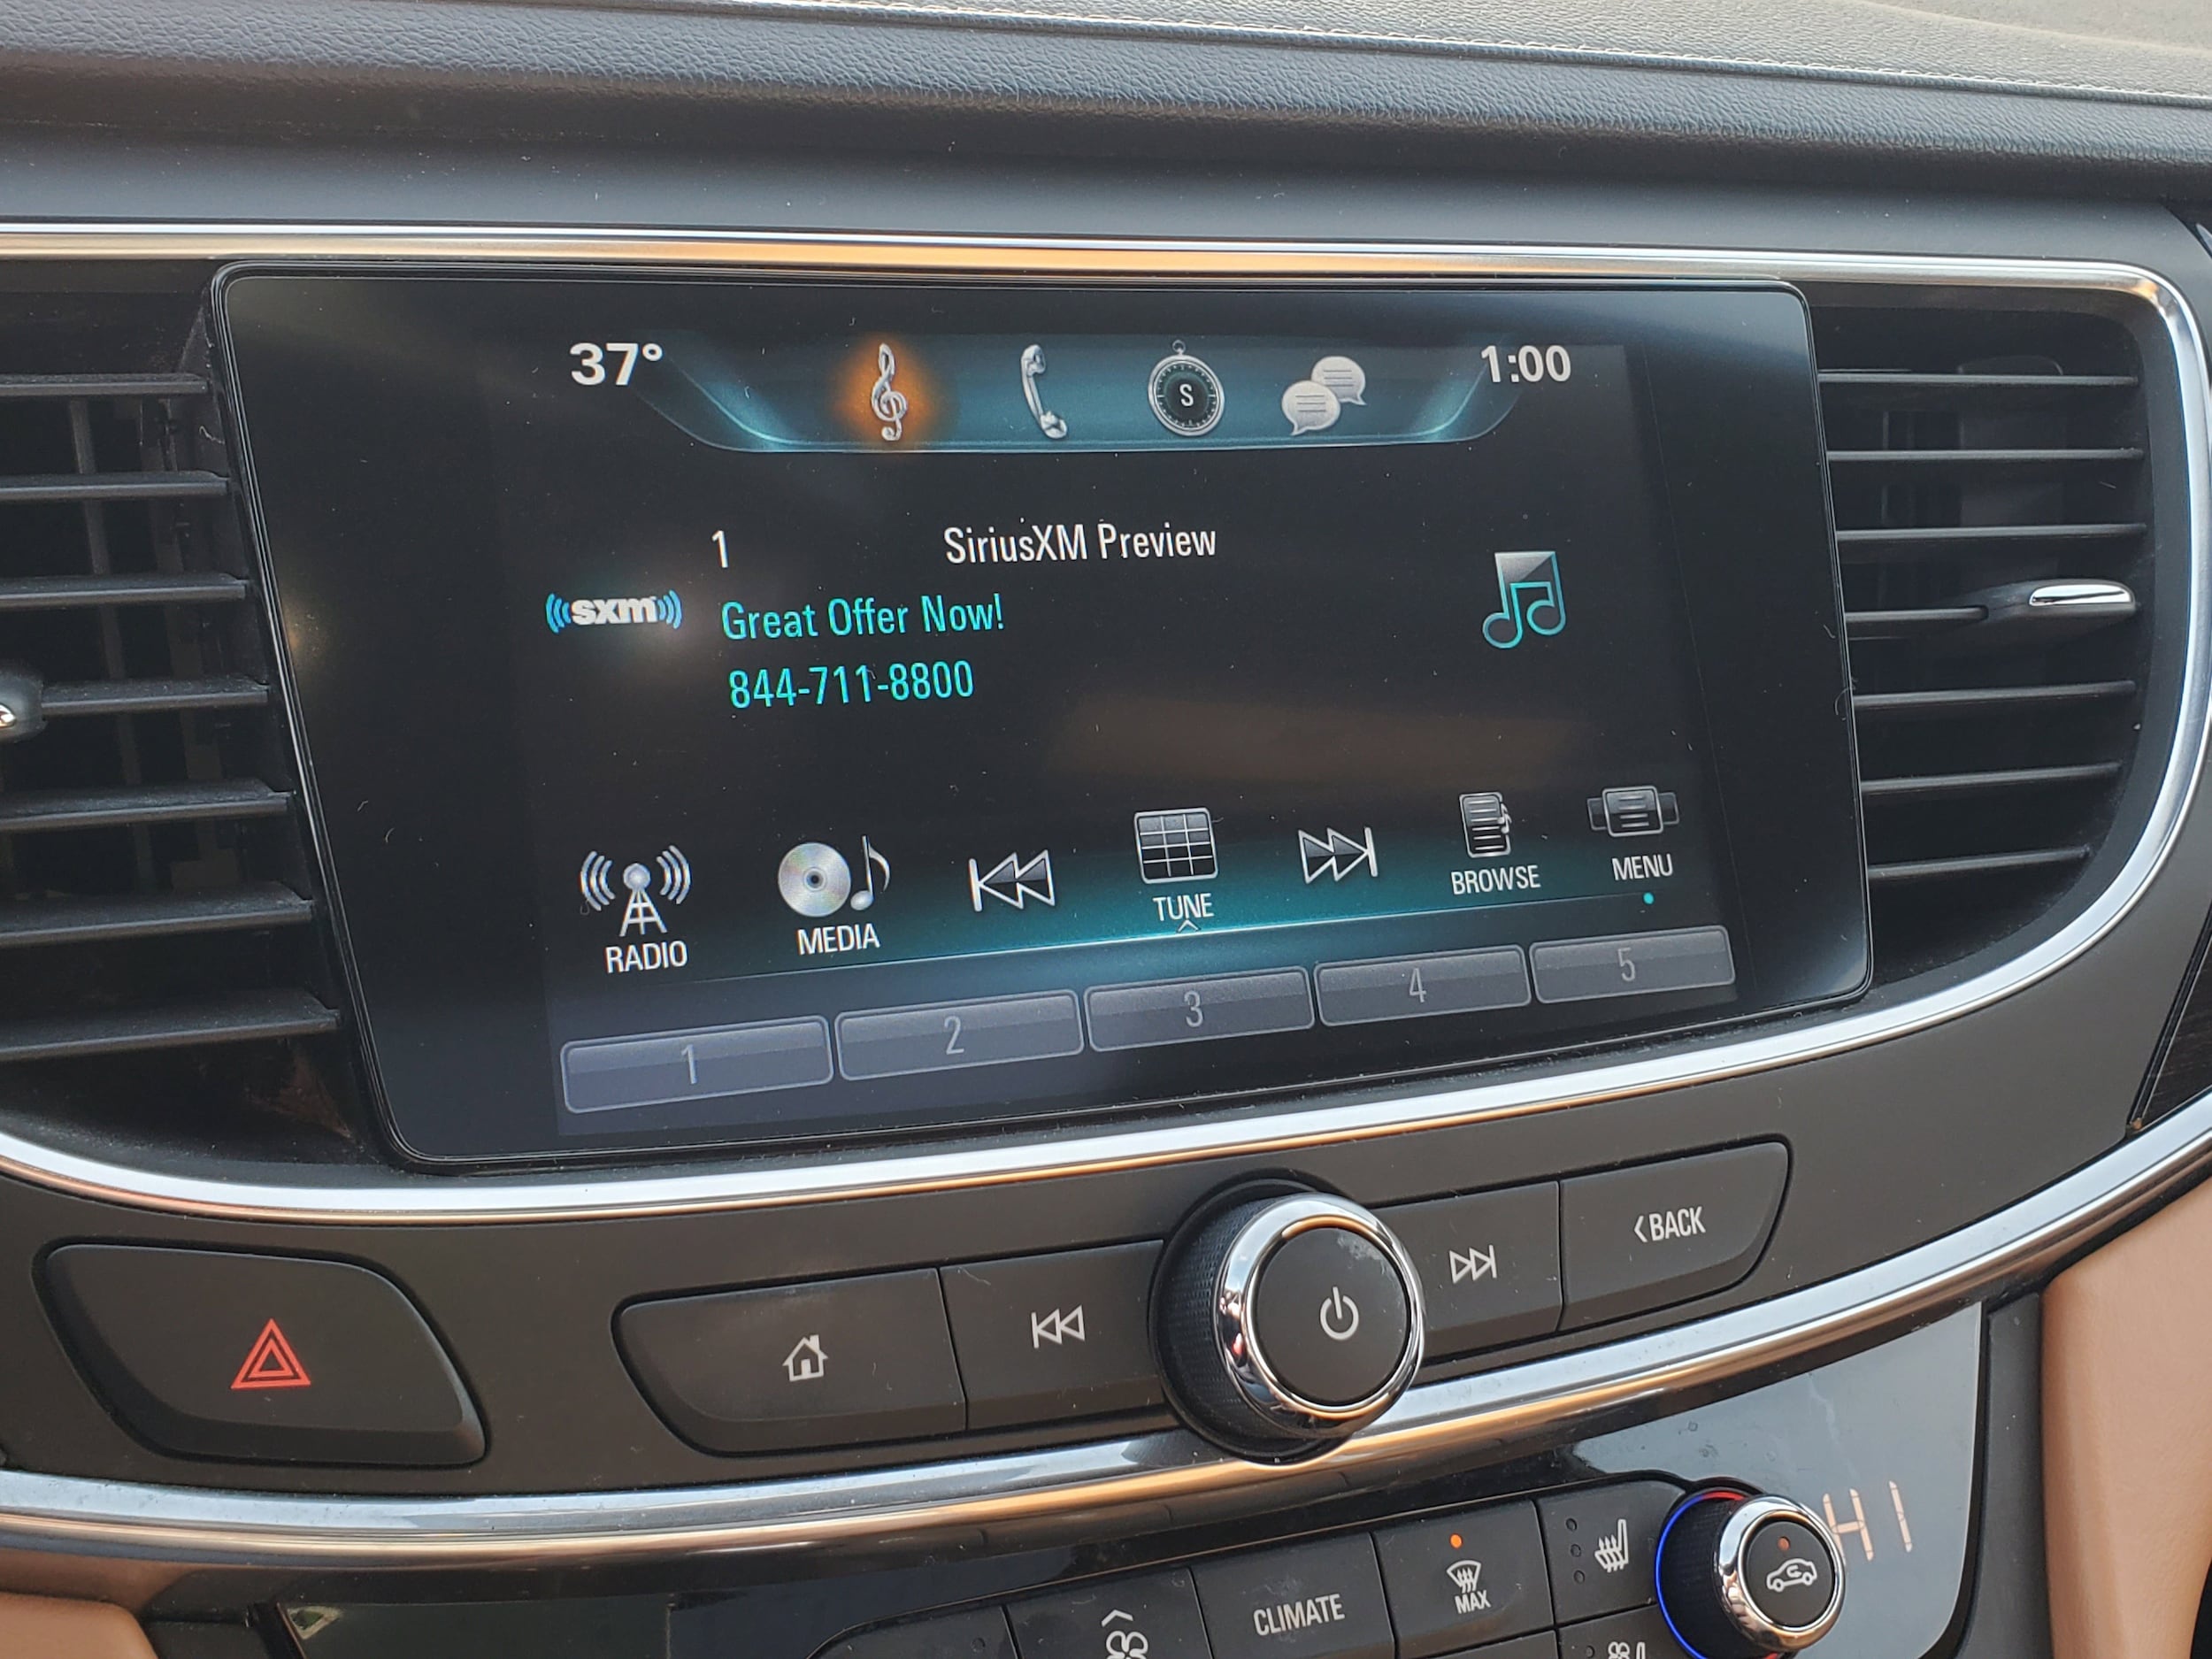 37° S 1:00
1 SiriusXM Preview
((sxm))
Great Offer Now!
844-711-8800
RADIO MEDIA TUNE BROWSE MENU
1 2 3 4 5
<BACK
HI
CLIMATE MAX